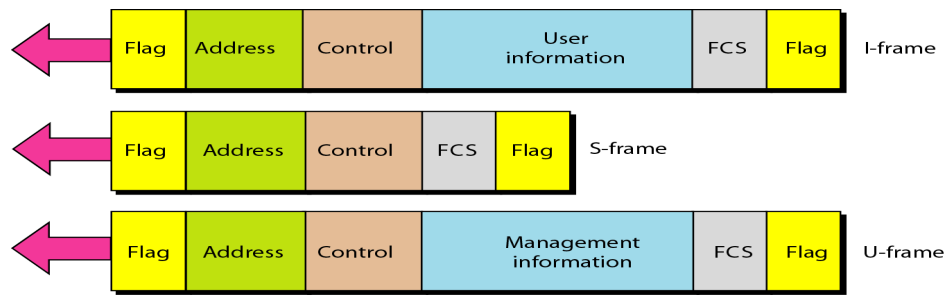 Flag Address Control User information FCS Flag I-frame
Flag Address Control FCS Flag S-frame
Flag Address Control Management information FCS Flag U-frame